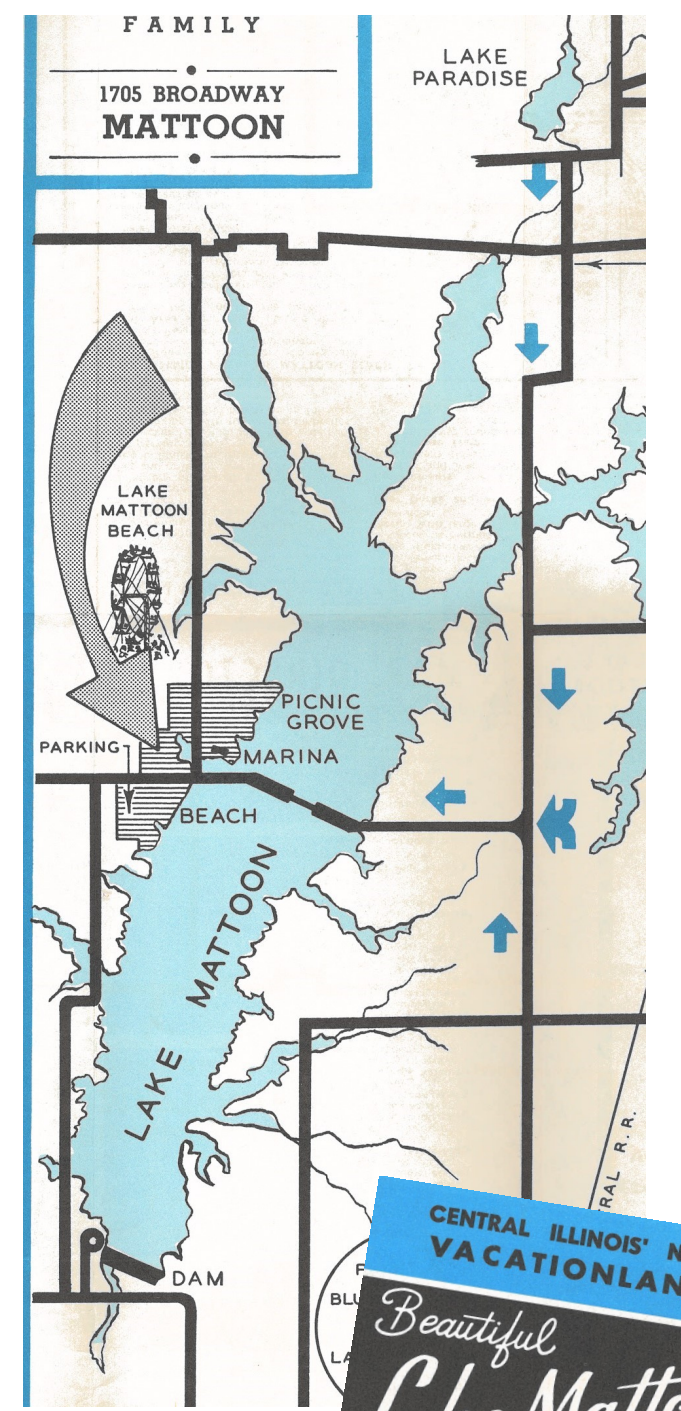 FAMILY
1705 BROADWAY
MATTOON
LAKE
PARADISE
LAKE
MATTOON
BEACH
PICNIC
GROVE
PARKING
MARINA
BEACH
LAKE MATTOON
R.R.
DAM
CENTRAL ILLINOIS'
Beautiful